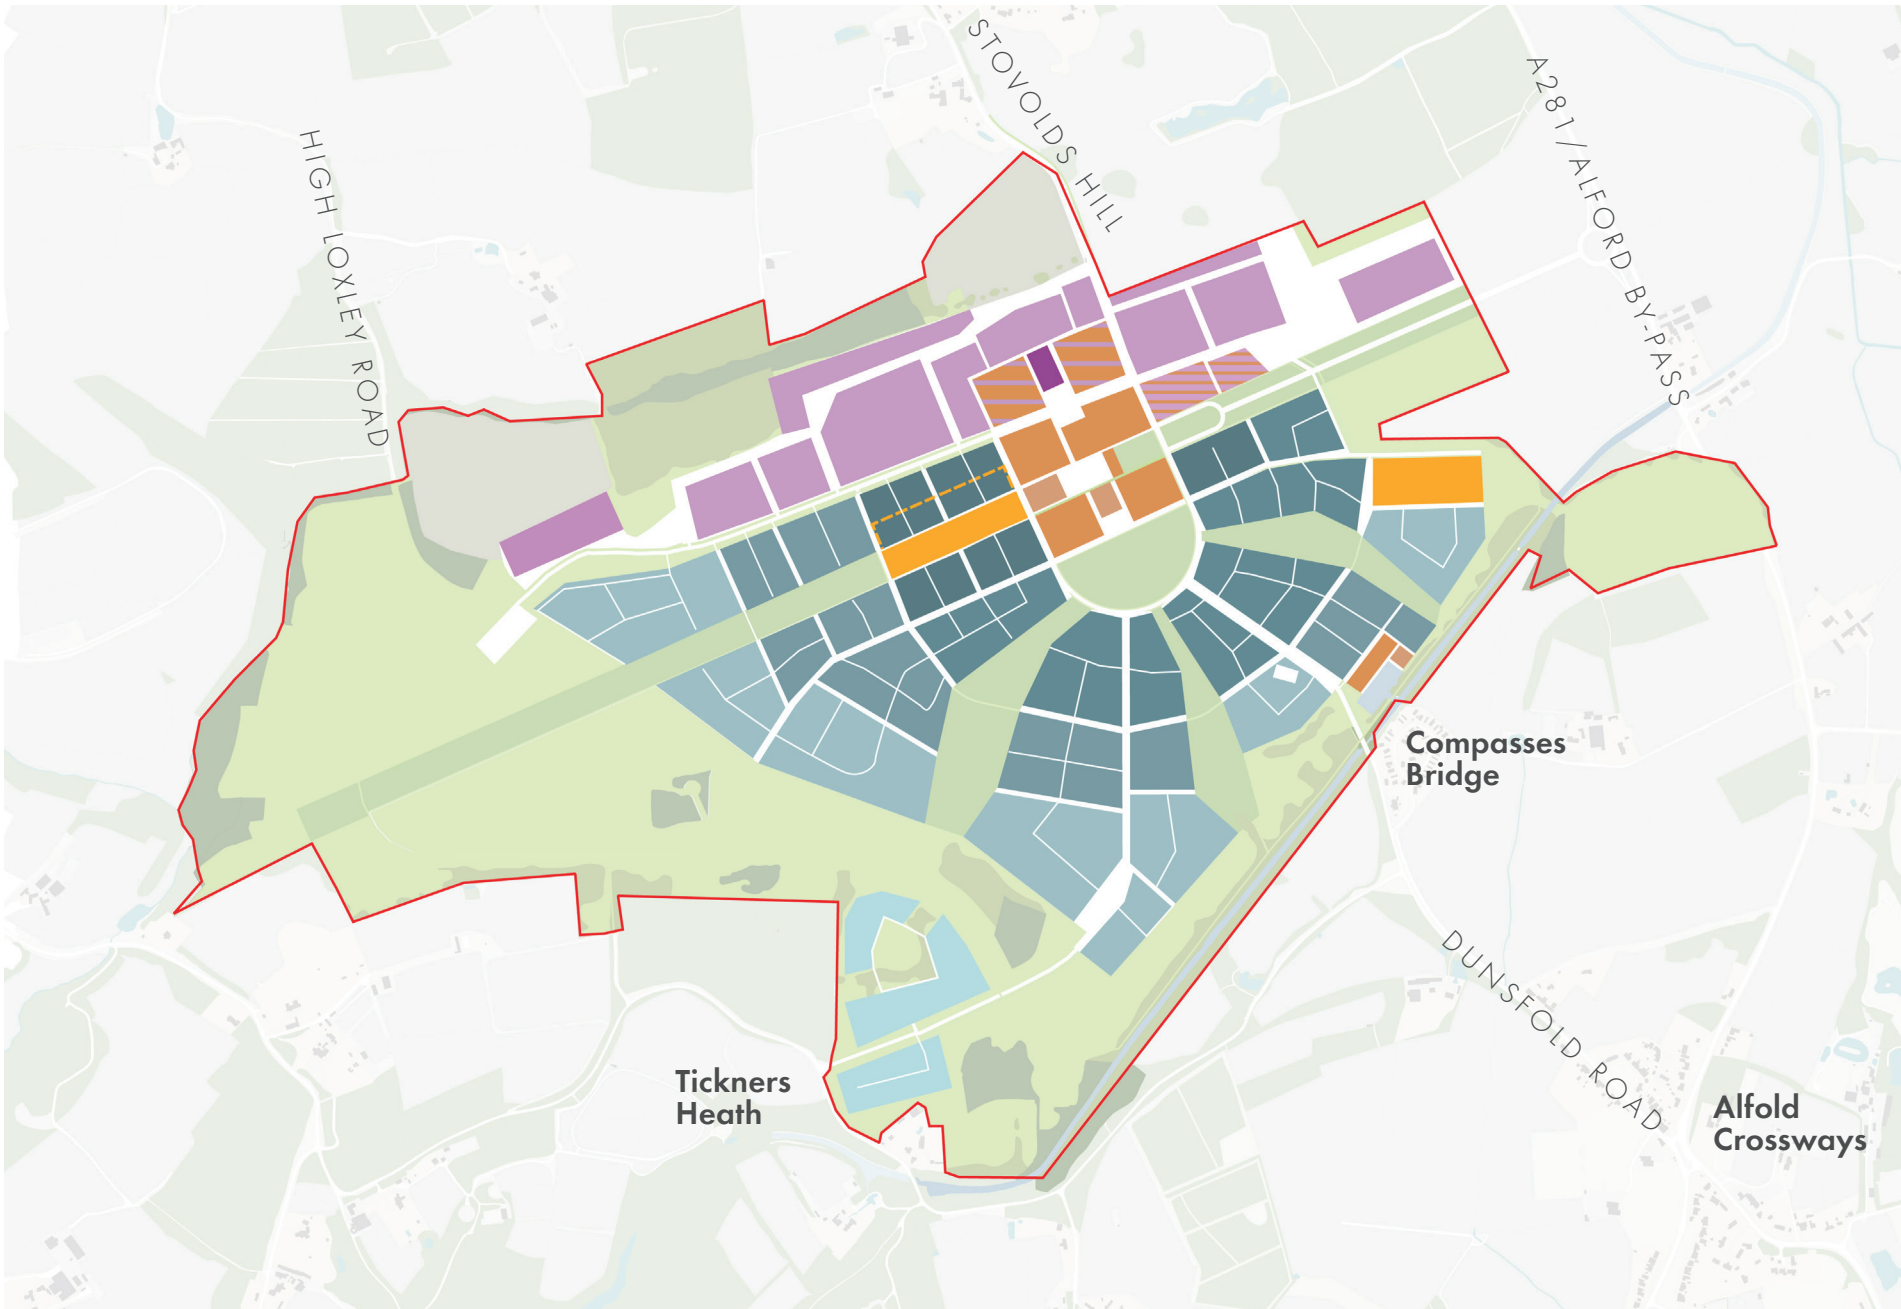 STOVOLDS HILL
A281 / ALFORD BY-PASS
HIGH LOXLEY ROAD
Compasses
Bridge
DUNSFOLD ROAD
Tickners
Heath
Alfold
Crossways